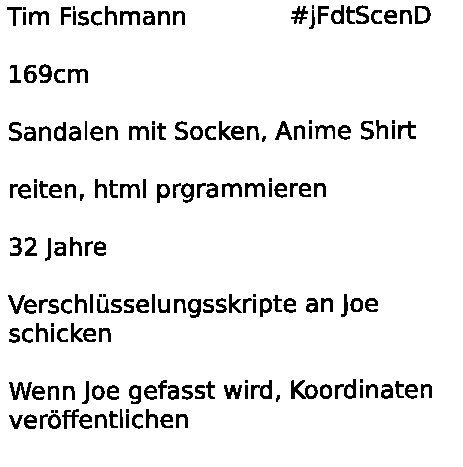 Tim Fischmann #jFdtScenD
169cm
Sandalen mit Socken, Anime Shirt
reiten, html prgrammieren
32 Jahre
Verschlüsselungsskripte an Joe
schicken
Wenn Joe gefasst wird, Koordinaten
veröffentlichen